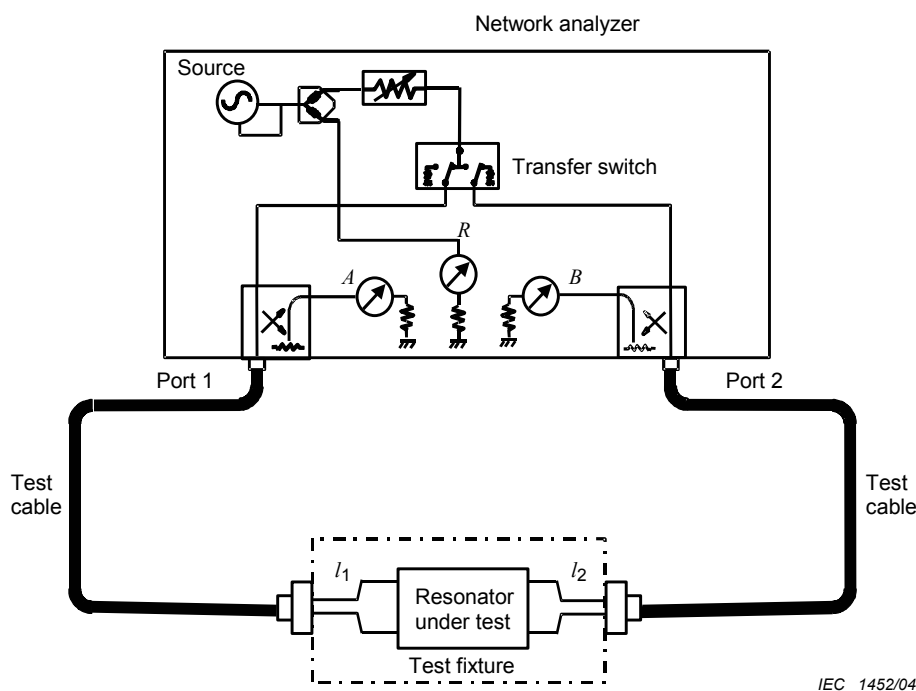 Network analyzer
Source
Transfer switch
R
A
B
Port 1
Port 2
Test
cable
Test
cable
l1
l2
Resonator
under test
Test fixture
IEC 1452/04